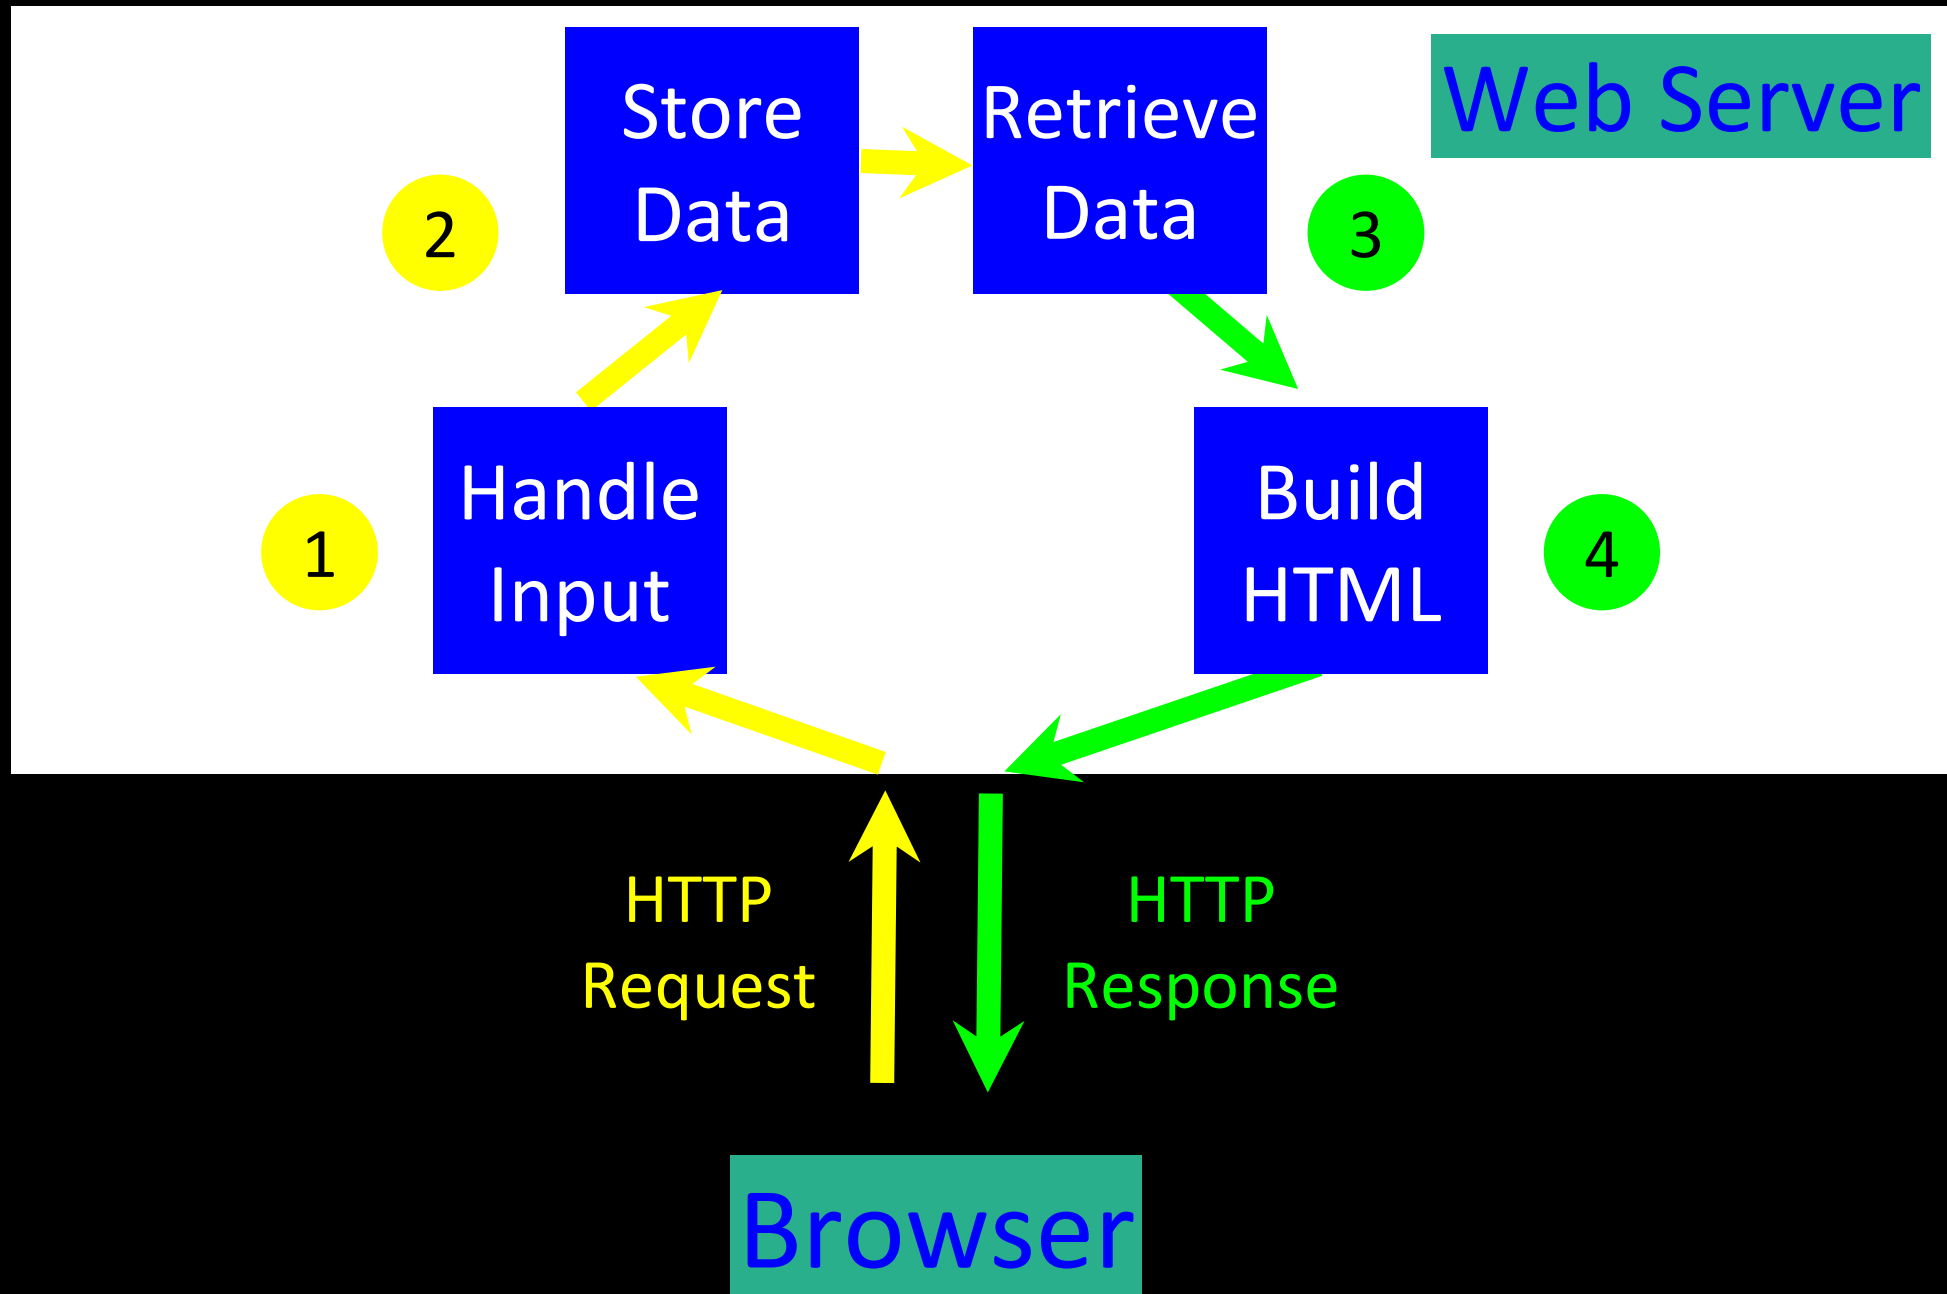 Web Server
Store
Data
Retrieve
Data
2
3
Handle
Input
Build
HTML
1
4
HTTP
Request
HTTP
Response
Browser